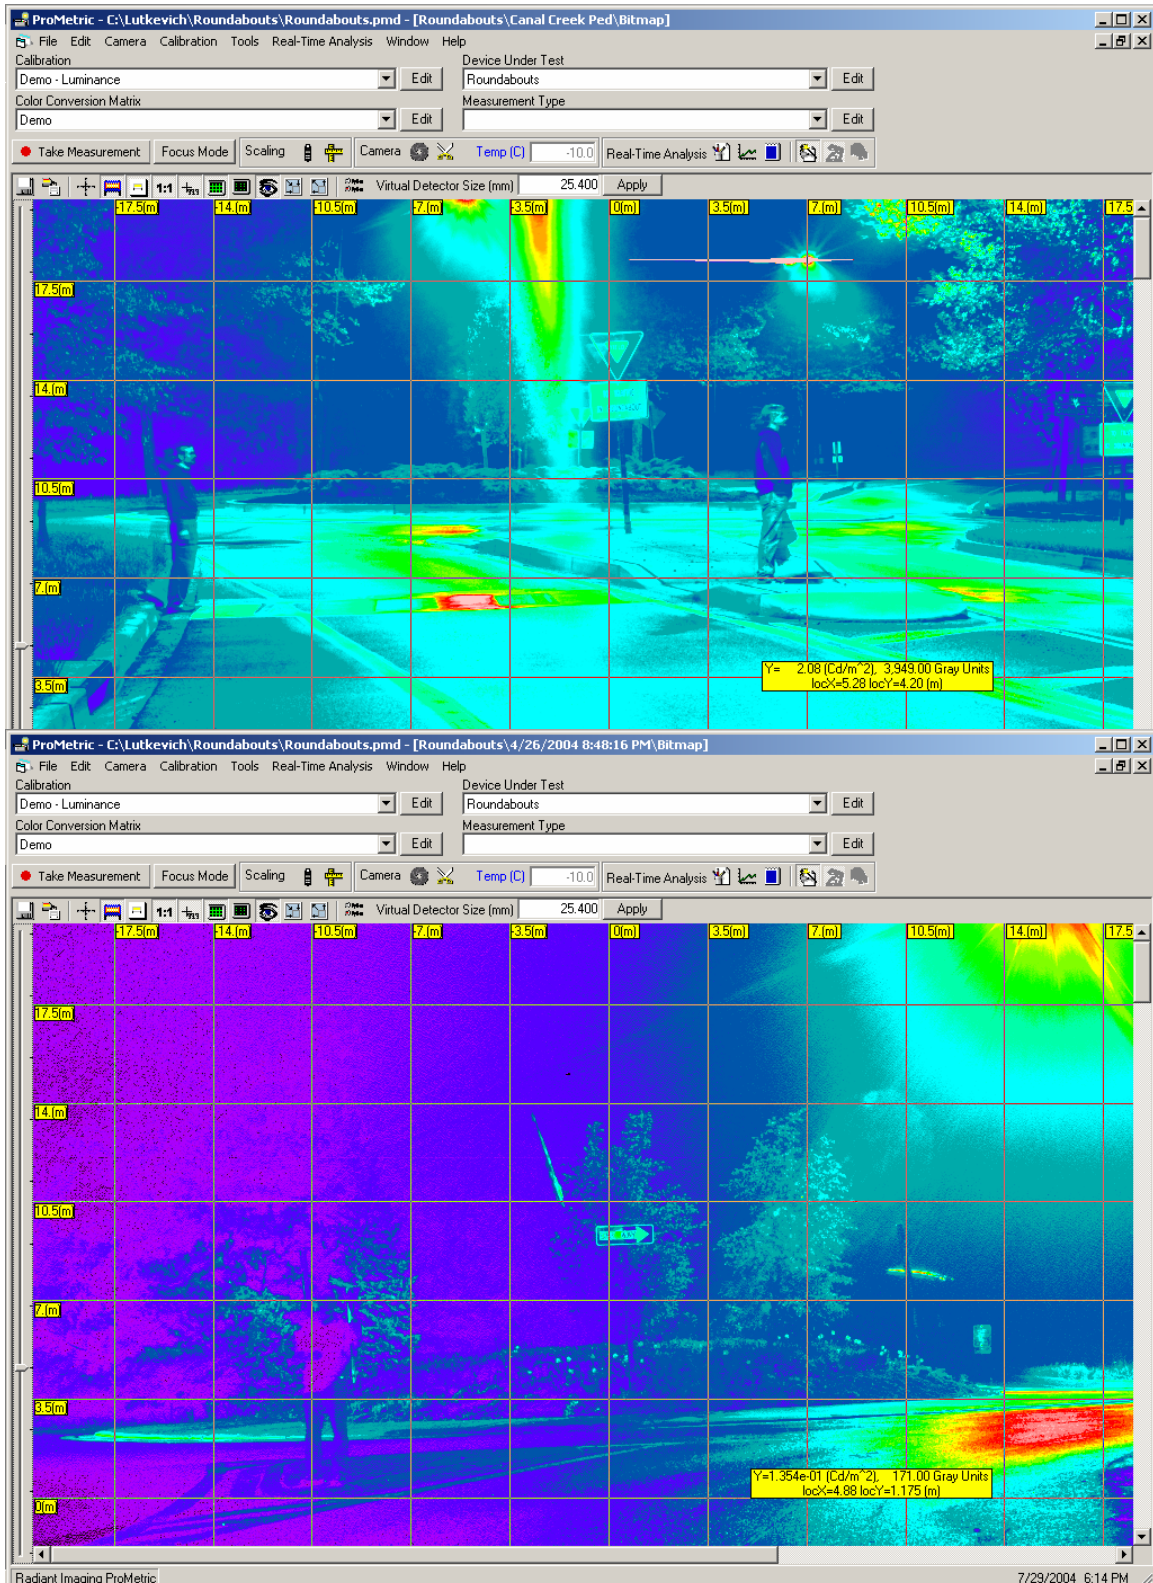 ProMetric - C:\Lutkevich\Roundabouts\Roundabouts.pmd - [Roundabouts\Canal Creek Ped\Bitmap]
File Edit Camera Calibration Tools Real-Time Analysis Window Help
Calibration Device Under Test
Demo - Luminance Edit Roundabouts Edit
Color Conversion Matrix Measurement Type
Demo Edit Edit
Take Measurement Focus Mode Scaling Camera Temp (C) -10.0 Real-Time Analysis
1:1 Virtual Detector Size (mm) 25.400 Apply
-17.5(m) -14.(m) -10.5(m) -7.(m) -3.5(m) 0(m) 3.5(m) 7.(m) 10.5(m) 14.(m) 17.5
17.5(m)
14.(m)
10.5(m)
7.(m)
Y= 2.08 (Cd/m^2), 3,949.00 Gray Units
3.5(m)
locX=5.28 locY=4.20 (m)
ProMetric - C:\Lutkevich\Roundabouts\Roundabouts.pmd - [Roundabouts\4/26/2004 8:48:16 PM\Bitmap]
File Edit Camera Calibration Tools Real-Time Analysis Window Help
Calibration Device Under Test
Demo - Luminance Edit Roundabouts Edit
Color Conversion Matrix Measurement Type
Demo Edit Edit
Take Measurement Focus Mode Scaling Camera Temp (C) -10.0 Real-Time Analysis
1:1 Virtual Detector Size (mm) 25.400 Apply
-17.5(m) -14.(m) -10.5(m) -7.(m) -3.5(m) 0(m) 3.5(m) 7.(m) 10.5(m) 14.(m) 17.5
17.5(m)
14.(m)
10.5(m)
7.(m)
3.5(m)
Y=1.354e-01 (Cd/m^2), 171.00 Gray Units
locX=4.88 locY=1.175 (m)
0(m)
Radiant Imaging ProMetric 7/29/2004 6:14 PM